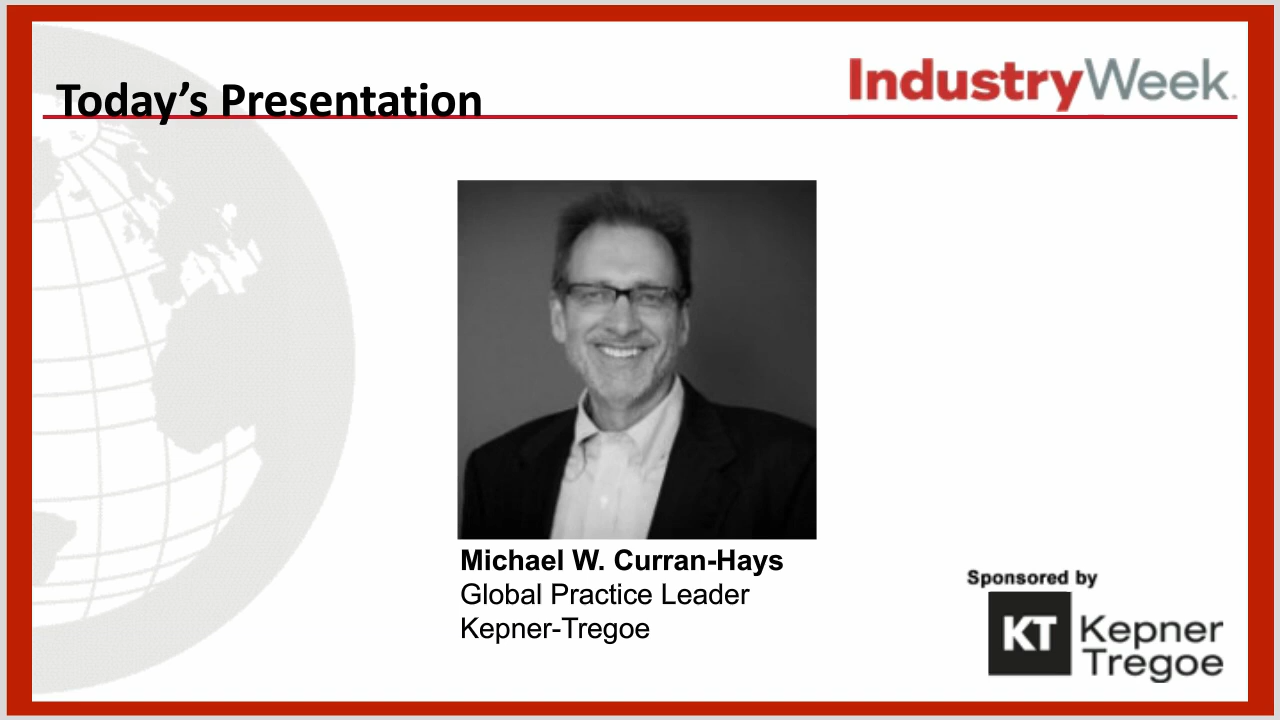 Today’s Presentation
IndustryWeek.
Michael W. Curran-Hays
Global Practice Leader
Kepner-Tregoe
Sponsored by
KT
Kepner
Tregoe